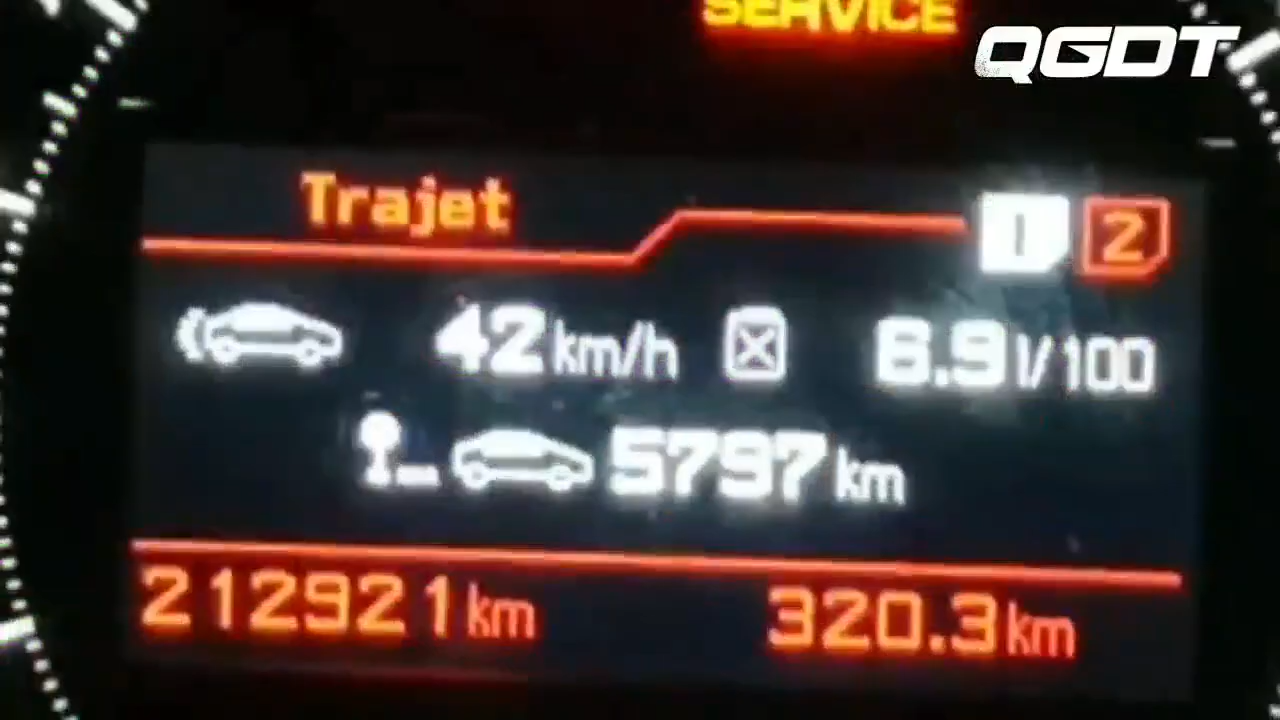 SERVICE
QGDT
Trajet 1 2
42 km/h 6.9 l/100
5797 km
212921 km 320.3 km